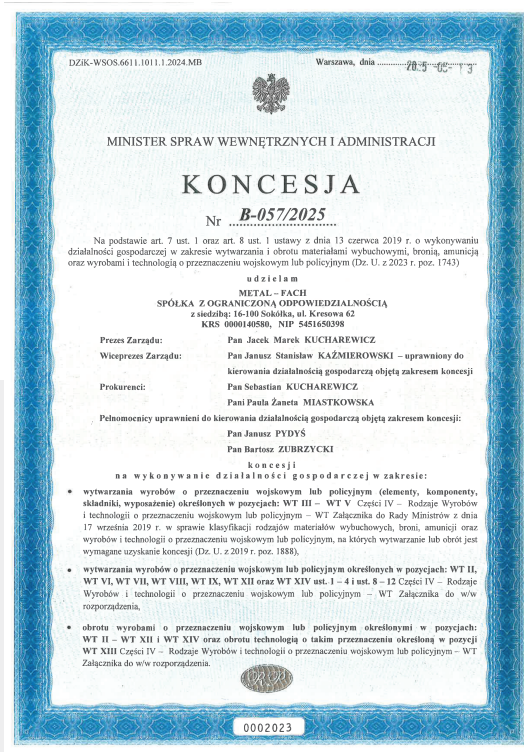 DZiK-WSOS.6611.1011.1.2024.MB
Warszawa, dnia 2025 -05- 13
MINISTER SPRAW WEWNĘTRZNYCH I ADMINISTRACJI
KONCESJA
Nr B-057/2025
Na podstawie art. 7 ust. 1 oraz art. 8 ust. 1 ustawy z dnia 13 czerwca 2019 r. o wykonywaniu
działalności gospodarczej w zakresie wytwarzania i obrotu materiałami wybuchowymi, bronią, amunicją
oraz wyrobami i technologią o przeznaczeniu wojskowym lub policyjnym (Dz. U. z 2023 r. poz. 1743)
udzielam
METAL – FACH
SPÓŁKA Z OGRANICZONĄ ODPOWIEDZIALNOŚCIĄ
z siedzibą: 16-100 Sokółka, ul. Kresowa 62
KRS 0000140580, NIP 5451650398
Prezes Zarządu: Pan Jacek Marek KUCHAREWICZ
Wiceprezes Zarządu: Pan Janusz Stanisław KAŹMIEROWSKI – uprawniony do
kierowania działalnością gospodarczą objętą zakresem koncesji
Prokurenci: Pan Sebastian KUCHAREWICZ
Pani Paula Żaneta MIASTKOWSKA
Pełnomocnicy uprawnieni do kierowania działalnością gospodarczą objętą zakresem koncesji:
Pan Janusz PYDYŚ
Pan Bartosz ZUBRZYCKI
koncesji
na wykonywanie działalności gospodarczej w zakresie:
• wytwarzania wyrobów o przeznaczeniu wojskowym lub policyjnym (elementy, komponenty,
składniki, wyposażenie) określonych w pozycjach: WT III – WT V Części IV – Rodzaje Wyrobów
i technologii o przeznaczeniu wojskowym lub policyjnym – WT Załącznika do Rady Ministrów z dnia
17 września 2019 r. w sprawie klasyfikacji rodzajów materiałów wybuchowych, broni, amunicji oraz
wyrobów i technologii o przeznaczeniu wojskowym lub policyjnym, na których wytwarzanie lub obrót jest
wymagane uzyskanie koncesji (Dz. U. z 2019 r. poz. 1888),
• wytwarzania wyrobów o przeznaczeniu wojskowym lub policyjnym określonych w pozycjach: WT II,
WT VI, WT VII, WT VIII, WT IX, WT XII oraz WT XIV ust. 1 – 4 i ust. 8 – 12 Części IV – Rodzaje
Wyrobów i technologii o przeznaczeniu wojskowym lub policyjnym – WT Załącznika do w/w
rozporządzenia,
• obrotu wyrobami o przeznaczeniu wojskowym lub policyjnym określonymi w pozycjach:
WT II – WT XII i WT XIV oraz obrotu technologią o takim przeznaczeniu określoną w pozycji
WT XIII Części IV – Rodzaje Wyrobów i technologii o przeznaczeniu wojskowym lub policyjnym – WT
Załącznika do w/w rozporządzenia.
0002023